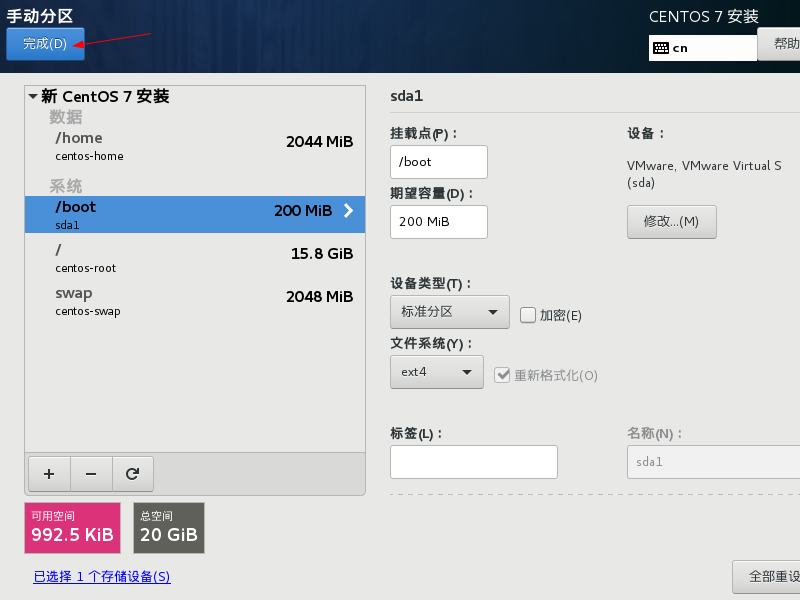 手动分区
CENTOS 7 安装
完成(D)
cn
帮助
新 CentOS 7 安装
数据
/home
2044 MiB
centos-home
系统
/boot
200 MiB
sda1
/
15.8 GiB
centos-root
swap
2048 MiB
centos-swap
+ −
可用空间
992.5 KiB
总空间
20 GiB
已选择 1 个存储设备(S)
sda1
挂载点(P)：
/boot
期望容量(D)：
200 MiB
设备：
VMware, VMware Virtual S
(sda)
修改...(M)
设备类型(T)：
标准分区
加密(E)
文件系统(Y)：
ext4
重新格式化(O)
标签(L)：
名称(N)：
sda1
全部重设